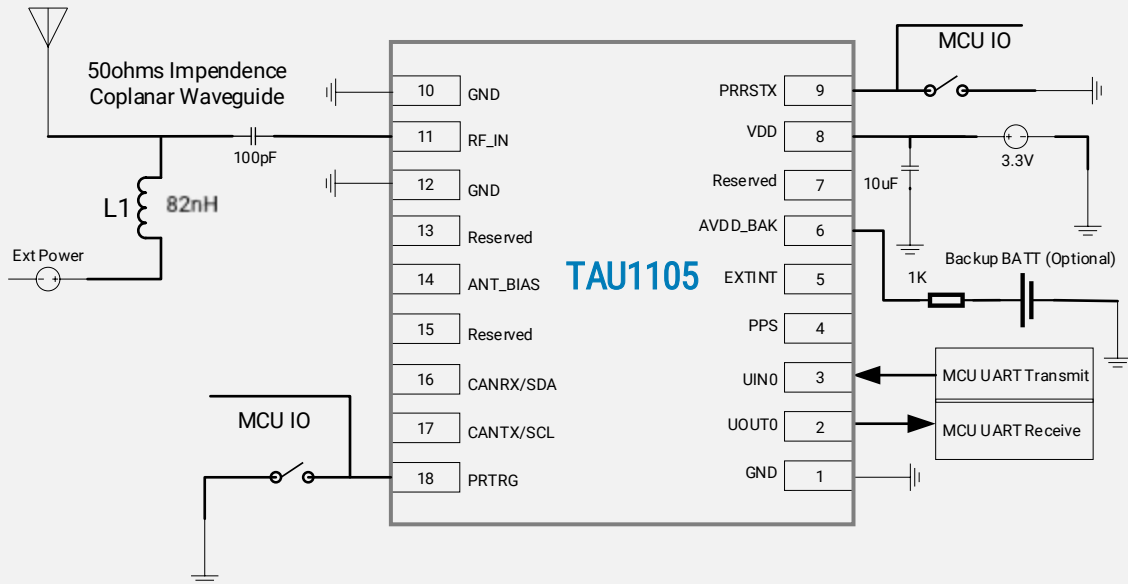 50ohms Impendence
Coplanar Waveguide
100pF
L1
82nH
Ext Power
MCU IO
10
GND
11
RF_IN
12
GND
13
Reserved
14
ANT_BIAS
15
Reserved
16
CANRX/SDA
17
CANTX/SCL
18
PRTRG
TAU1105
PRRSTX
9
VDD
8
Reserved
7
AVDD_BAK
6
EXTINT
5
PPS
4
UIN0
3
UOUT0
2
GND
1
MCU IO
3.3V
10uF
Backup BATT (Optional)
1K
MCU UART Transmit
MCU UART Receive